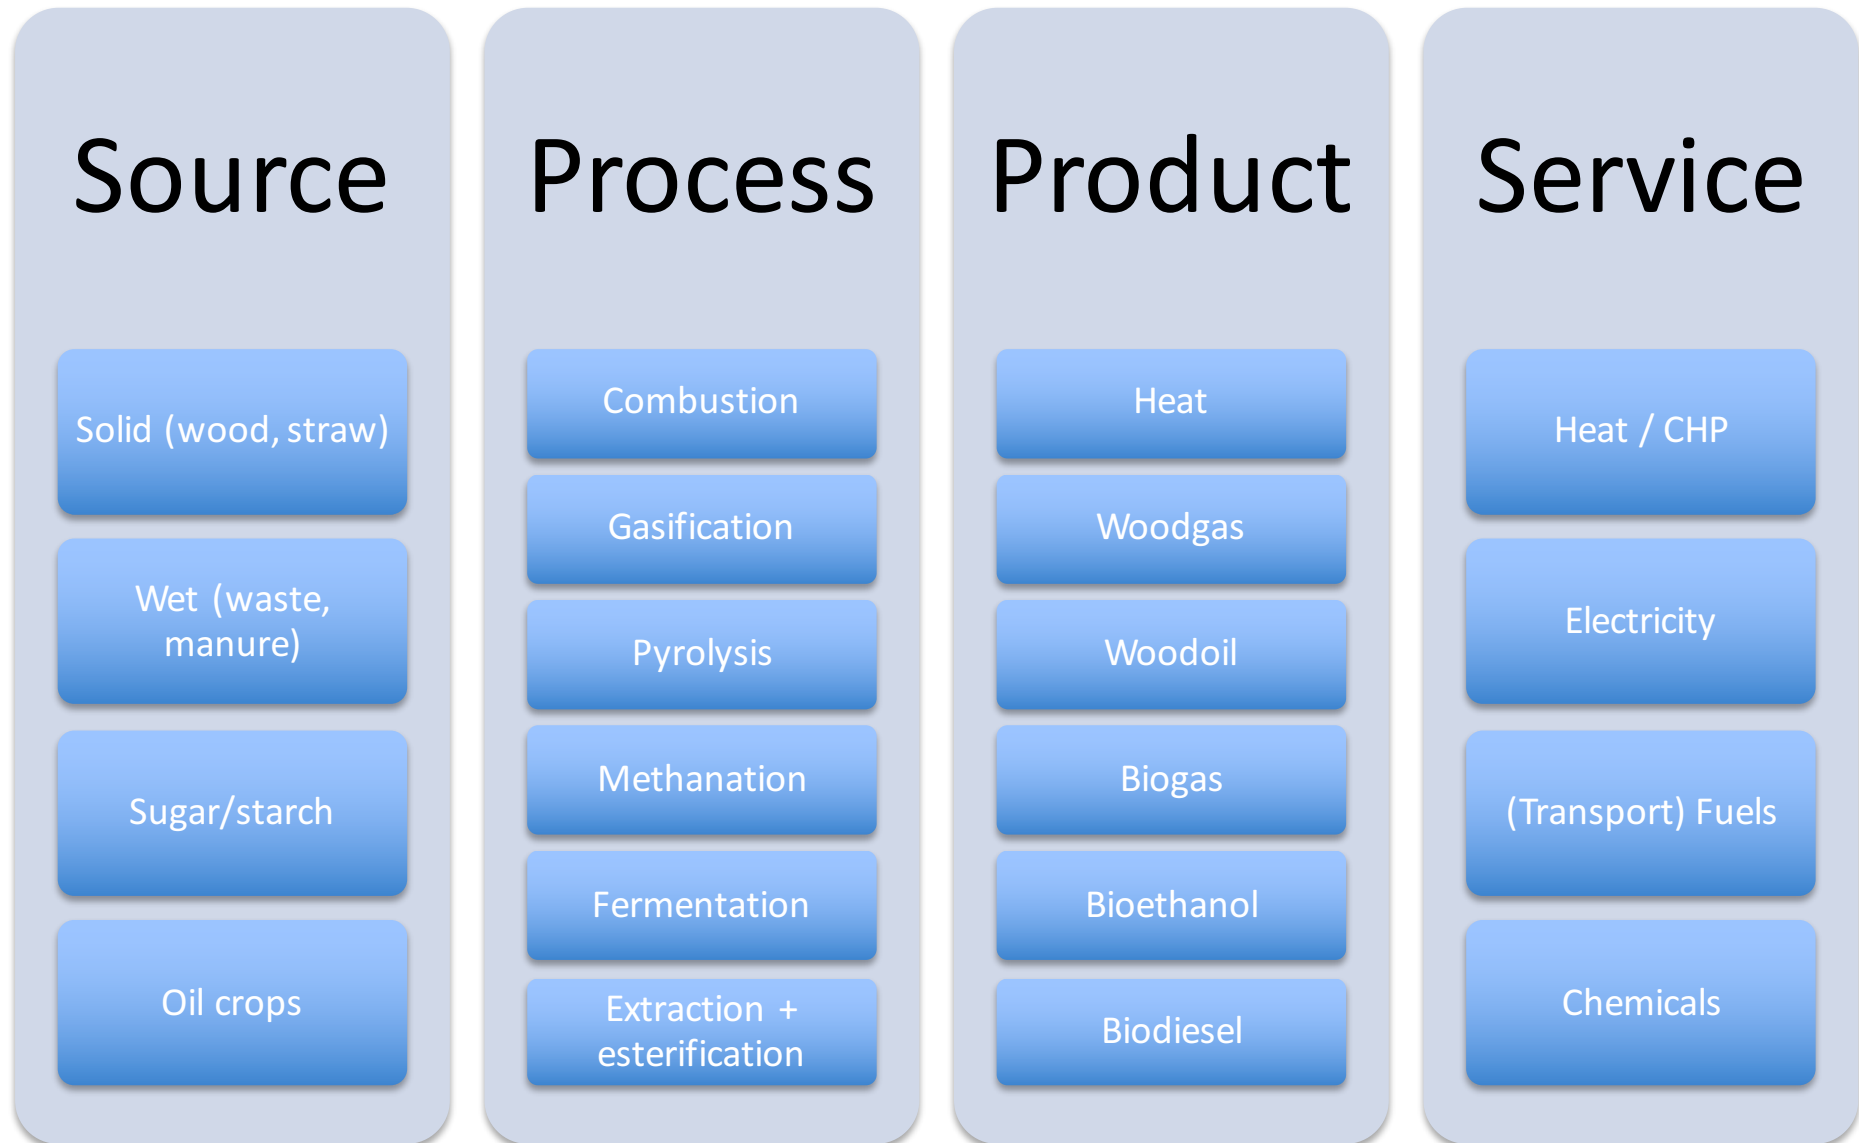 Source
Solid (wood, straw)
Wet (waste,
manure)
Sugar/starch
Oil crops
Process
Combustion
Gasification
Pyrolysis
Methanation
Fermentation
Extraction +
esterification
Product
Heat
Woodgas
Woodoil
Biogas
Bioethanol
Biodiesel
Service
Heat / CHP
Electricity
(Transport) Fuels
Chemicals